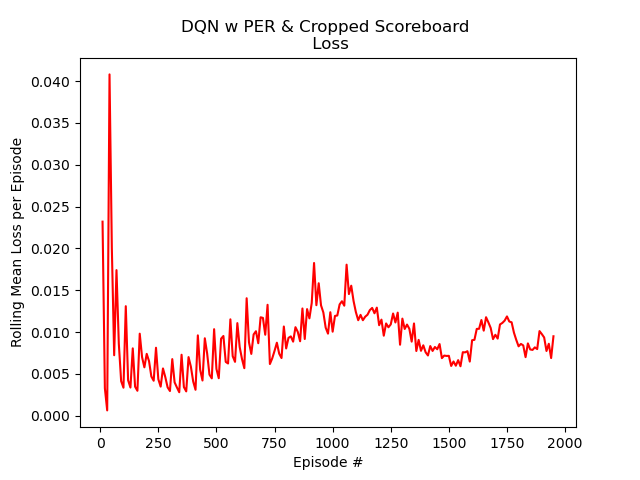 DQN w PER & Cropped Scoreboard
Loss
Rolling Mean Loss per Episode
0.040
0.035
0.030
0.025
0.020
0.015
0.010
0.005
0.000
0 250 500 750 1000 1250 1500 1750 2000
Episode #